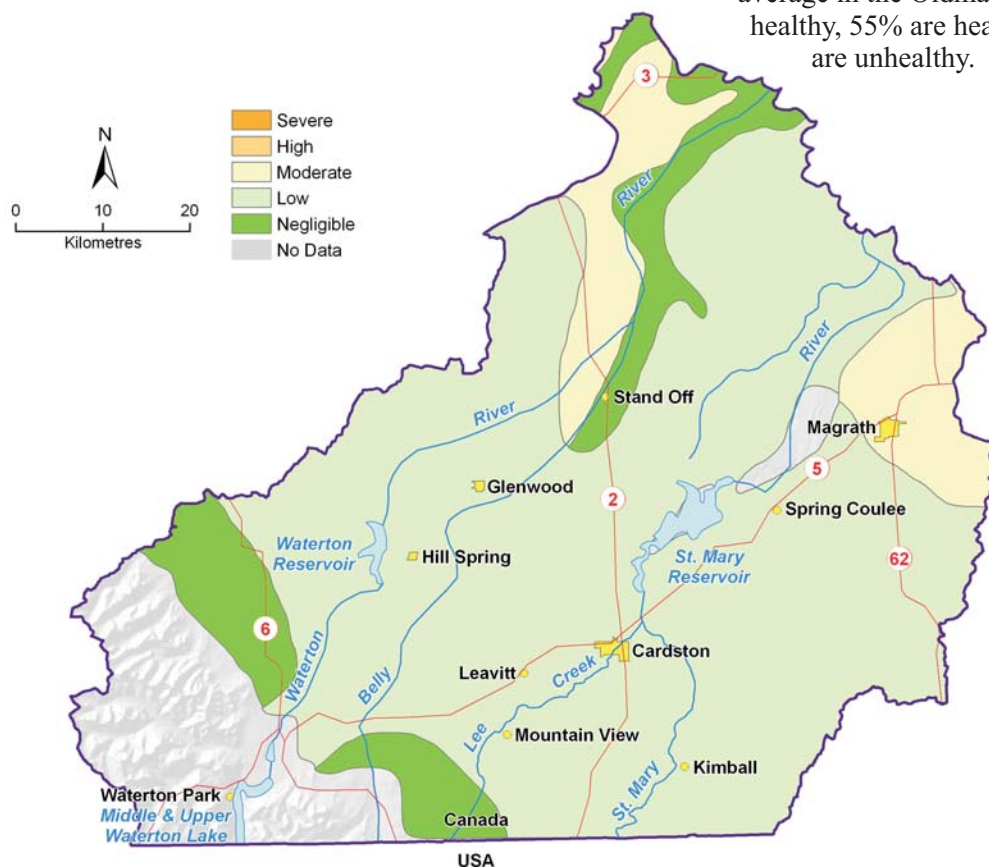 average in the Oldma
healthy, 55% are hea
are unhealthy.
N
0 10 20
Kilometres
Severe
High
Moderate
Low
Negligible
No Data
3
River
River
River
Stand Off
Magrath
5
Glenwood
2
Spring Coulee
Waterton
Reservoir
Hill Spring
St. Mary
Reservoir
62
6
Waterton
Belly
Cardston
Leavitt
Creek
Lee
Mountain View
St. Mary
Kimball
Waterton Park
Middle & Upper
Waterton Lake
Canada
USA